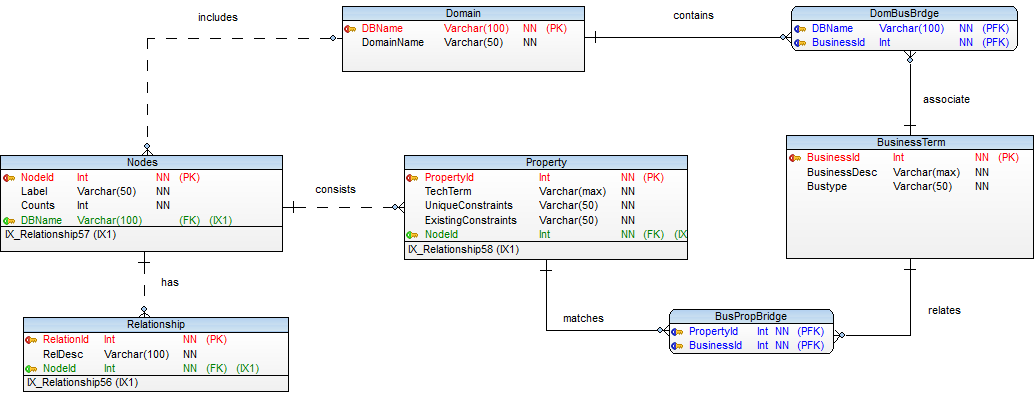 includes
Domain
DBName Varchar(100) NN (PK)
DomainName Varchar(50) NN
contains
DomBusBrdge
DBName Varchar(100) NN (PFK)
BusinessId Int NN (PFK)
associate
Nodes
NodeId Int NN (PK)
Label Varchar(50) NN
Counts Int NN
DBName Varchar(100) (FK) (IX1)
IX_Relationship57 (IX1)
consists
Property
PropertyId Int NN (PK)
TechTerm Varchar(max) NN
UniqueConstraints Varchar(50) NN
ExistingConstraints Varchar(50) NN
NodeId Int NN (FK) (IX
IX_Relationship58 (IX1)
BusinessTerm
BusinessId Int NN (PK)
BusinessDesc Varchar(max) NN
Bustype Varchar(50) NN
has
matches
relates
Relationship
RelationId Int NN (PK)
RelDesc Varchar(100) NN
NodeId Int NN (FK) (IX1)
IX_Relationship56 (IX1)
BusPropBridge
PropertyId Int NN (PFK)
BusinessId Int NN (PFK)